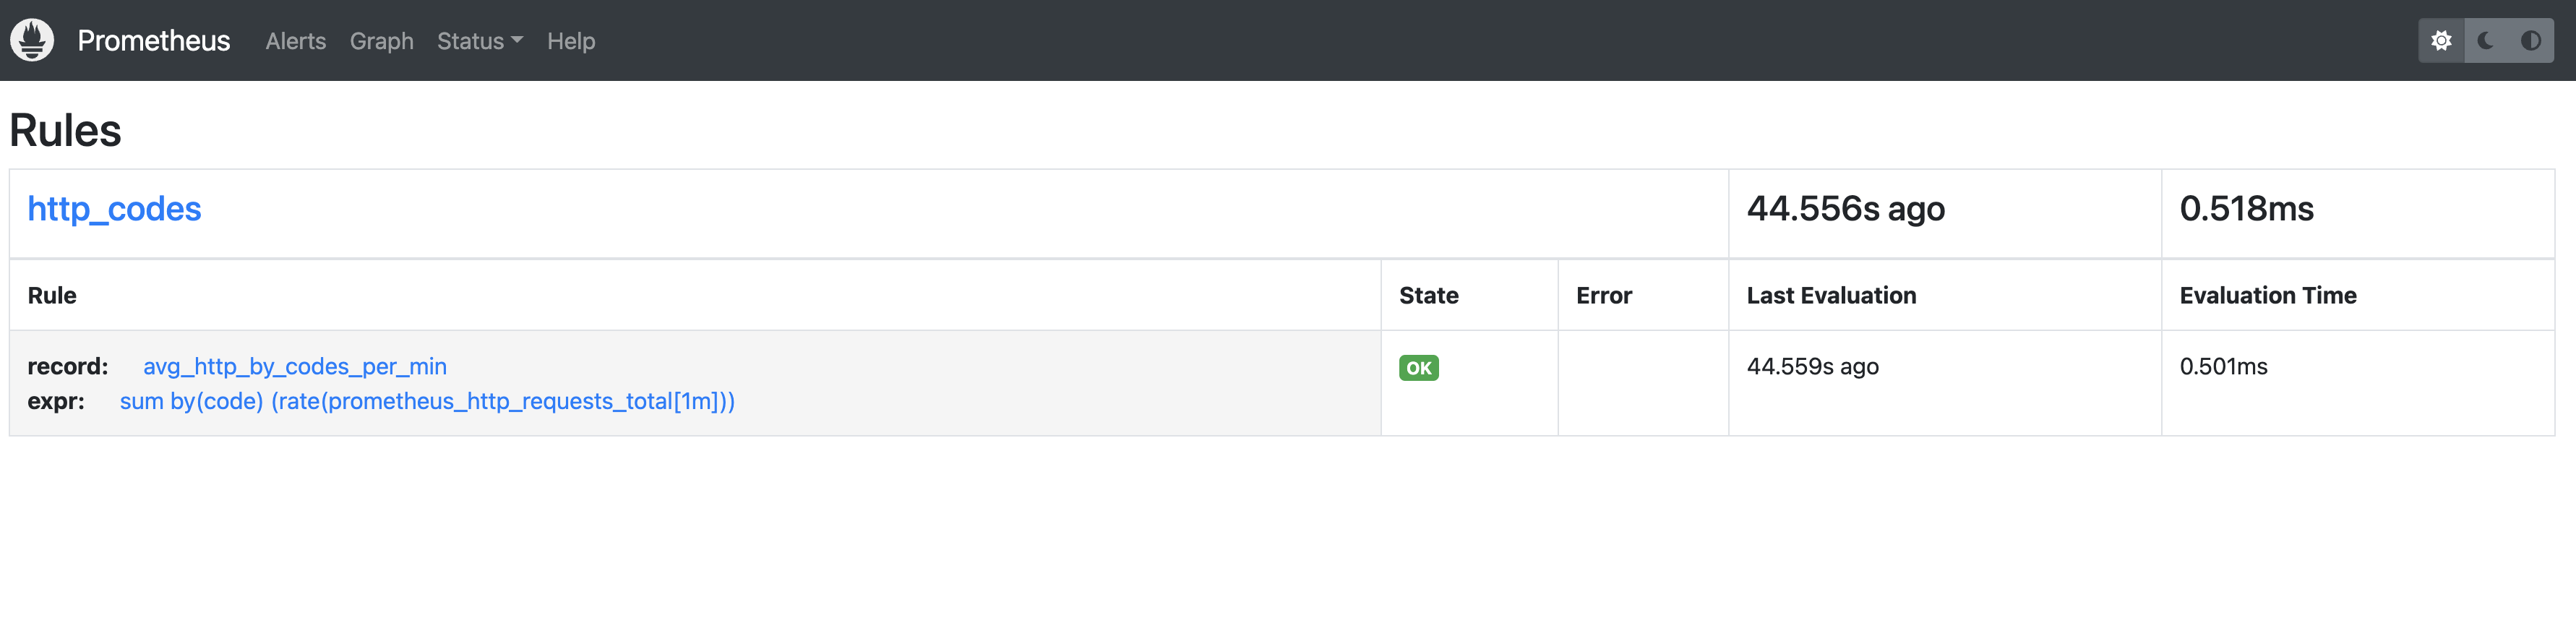 Prometheus Alerts Graph Status Help
Rules
http_codes 44.556s ago 0.518ms
Rule State Error Last Evaluation Evaluation Time
record: avg_http_by_codes_per_min OK 44.559s ago 0.501ms
expr: sum by(code) (rate(prometheus_http_requests_total[1m]))